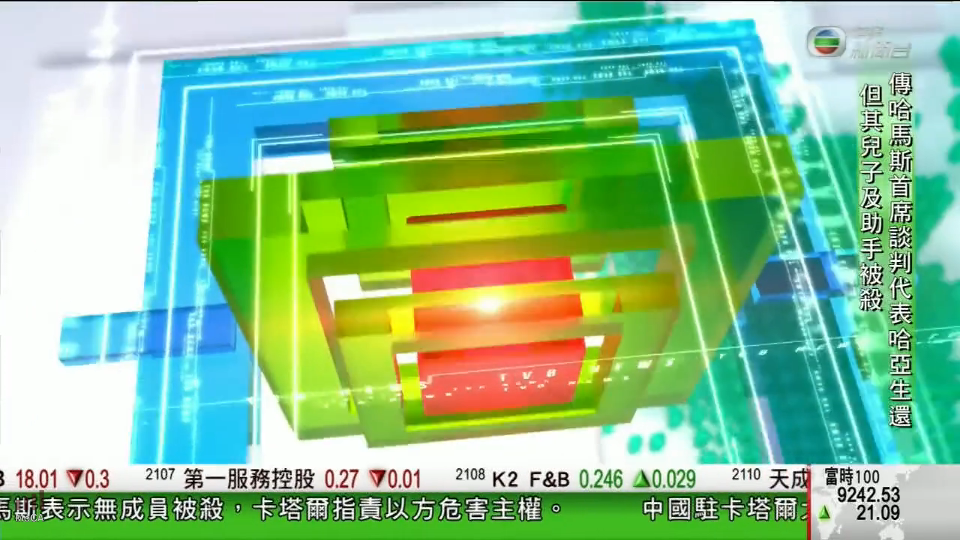 新聞台
傳哈馬斯首席談判代表哈亞生還
但其兒子及助手被殺
T V B N E W S
18.01 ▼0.3 2107 第一服務控股 0.27 ▼0.01 2108 K2 F&B 0.246 ▲0.029 2110 天成
馬斯表示無成員被殺，卡塔爾指責以方危害主權。 中國駐卡塔爾
富時100
9242.53
▲ 21.09